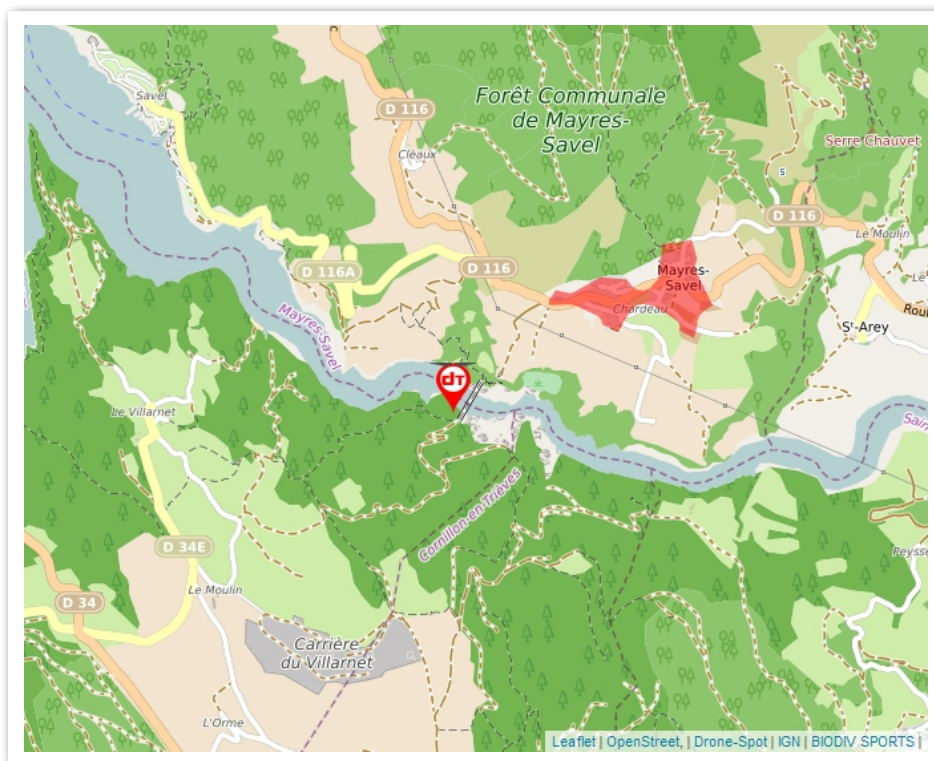 Savel
D 116
Cléaux
Forêt Communale
de Mayres-
Savel
Serre Chauvet
5
D 116
Le Moulin
D 116A
D 116
Mayres-
Savel
Chardeau
Sᵗ-Arey
Mayres-Savel
dT
Le Villarnet
Cornillon-en-Trièves
D 34E
Le Moulin
D 34
Carrière
du Villarnet
L'Orme
Leaflet | OpenStreet, | Drone-Spot | IGN | BIODIV SPORTS |